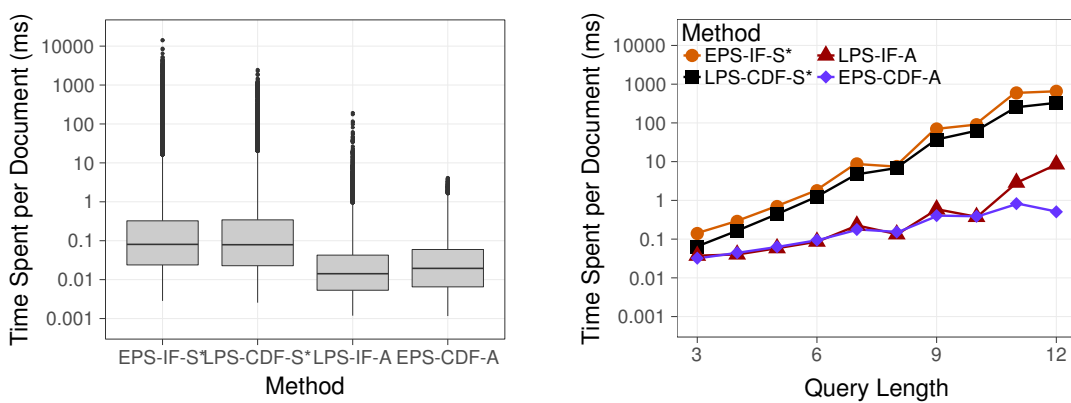 Time Spent per Document (ms)
10000
1000
100
10
1
0.1
0.01
0.001
EPS-IF-S* LPS-CDF-S* LPS-IF-A EPS-CDF-A
Method
Time Spent per Document (ms)
10000
1000
100
10
1
0.1
0.01
0.001
Method
EPS-IF-S* LPS-IF-A
LPS-CDF-S* EPS-CDF-A
3 6 9 12
Query Length